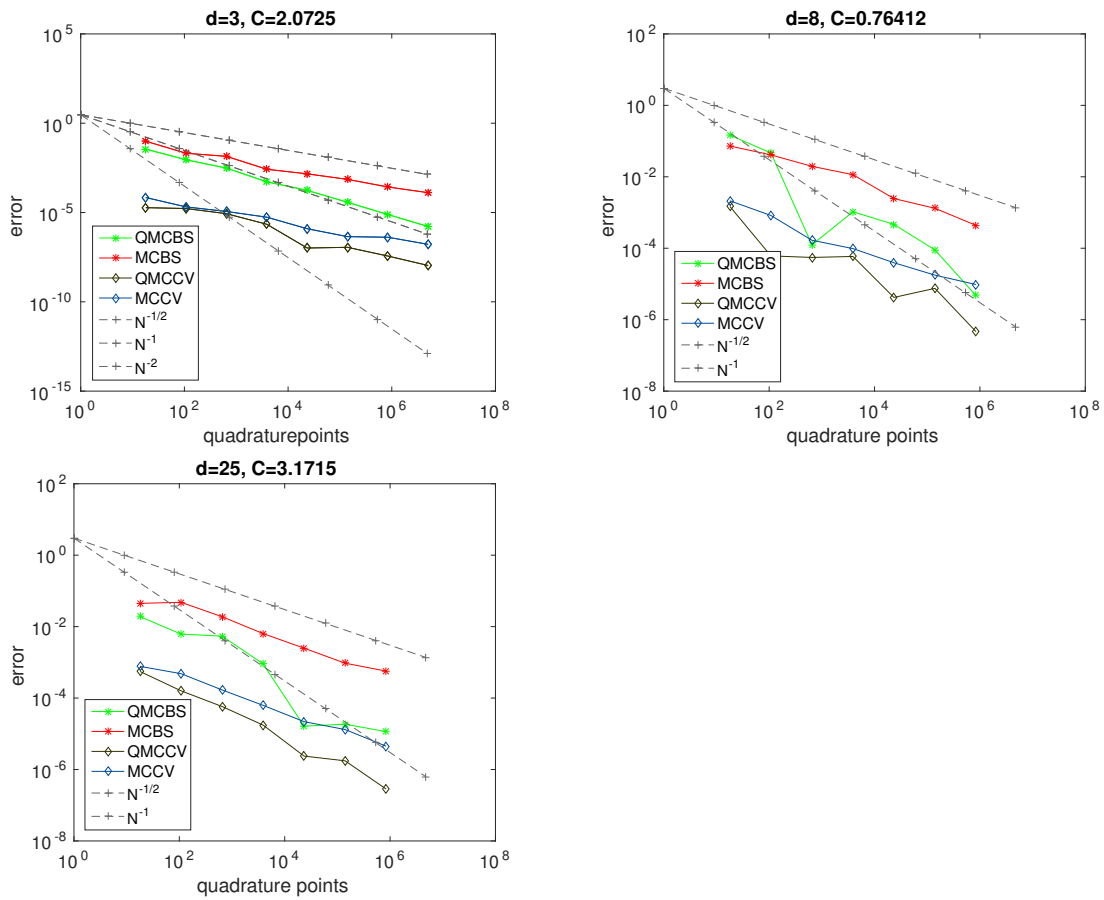 d=3, C=2.0725
10^5
10^0
10^-5
10^-10
10^-15
error
QMCBS
MCBS
QMCCV
MCCV
N^-1/2
N^-1
N^-2
10^0
10^2
10^4
10^6
10^8
quadraturepoints
d=8, C=0.76412
10^2
10^0
10^-2
10^-4
10^-6
10^-8
error
QMCBS
MCBS
QMCCV
MCCV
N^-1/2
N^-1
10^0
10^2
10^4
10^6
10^8
quadrature points
d=25, C=3.1715
10^2
10^0
10^-2
10^-4
10^-6
10^-8
error
QMCBS
MCBS
QMCCV
MCCV
N^-1/2
N^-1
10^0
10^2
10^4
10^6
10^8
quadrature points